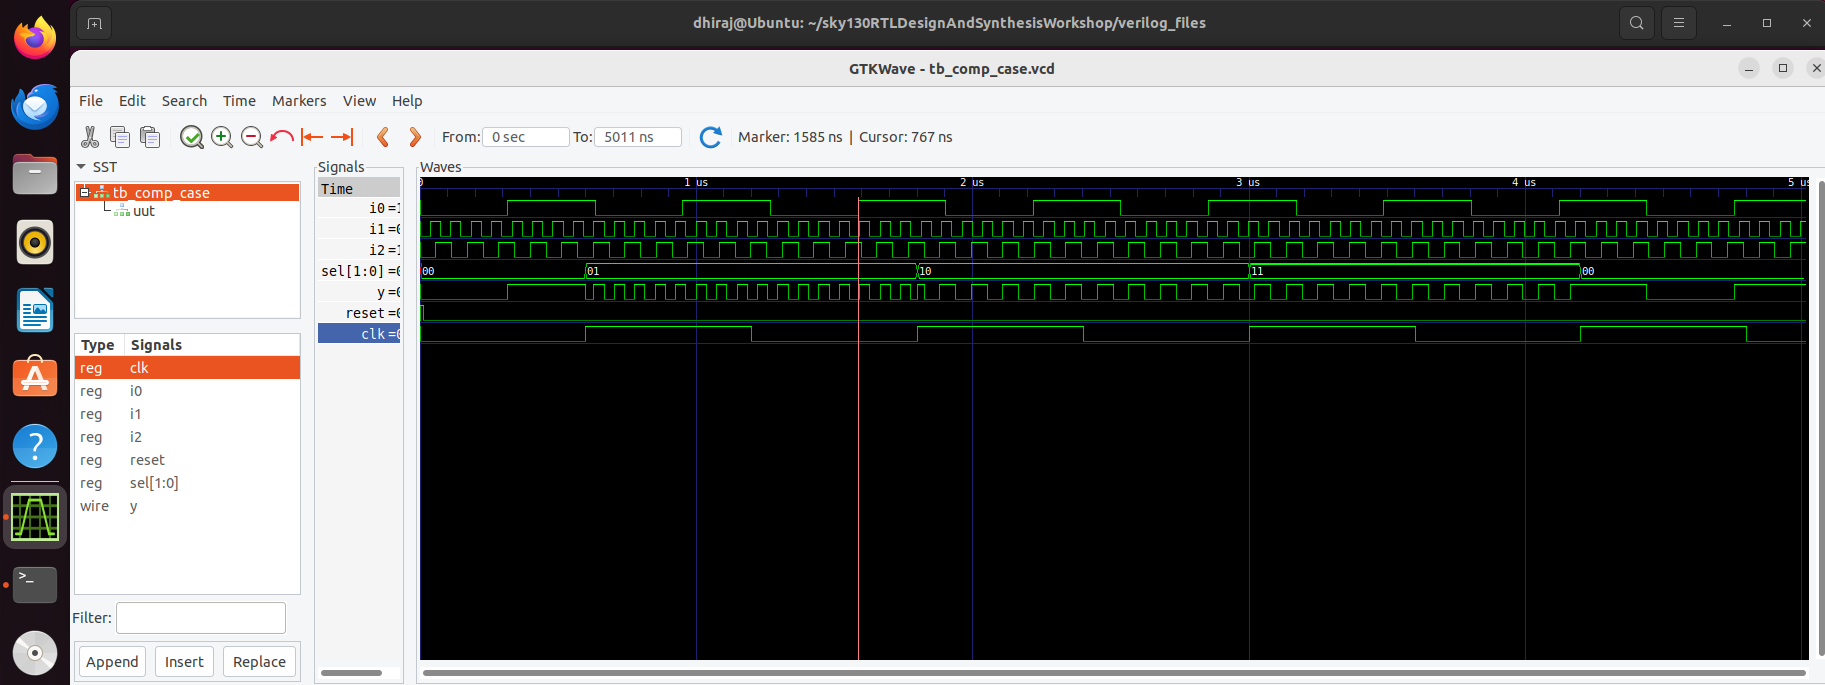 dhiraj@Ubuntu: ~/sky130RTLDesignAndSynthesisWorkshop/verilog_files
GTKWave - tb_comp_case.vcd
File Edit Search Time Markers View Help
From: 0 sec To: 5011 ns Marker: 1585 ns | Cursor: 767 ns
SST
tb_comp_case
uut
Type Signals
reg clk
reg i0
reg i1
reg i2
reg reset
reg sel[1:0]
wire y
Filter:
Append Insert Replace
Signals
Time
i0=1
i1=0
i2=1
sel[1:0]=0
y=0
reset=0
clk=0
Waves
0 1 us 2 us 3 us 4 us 5 us
00 01 10 11 00